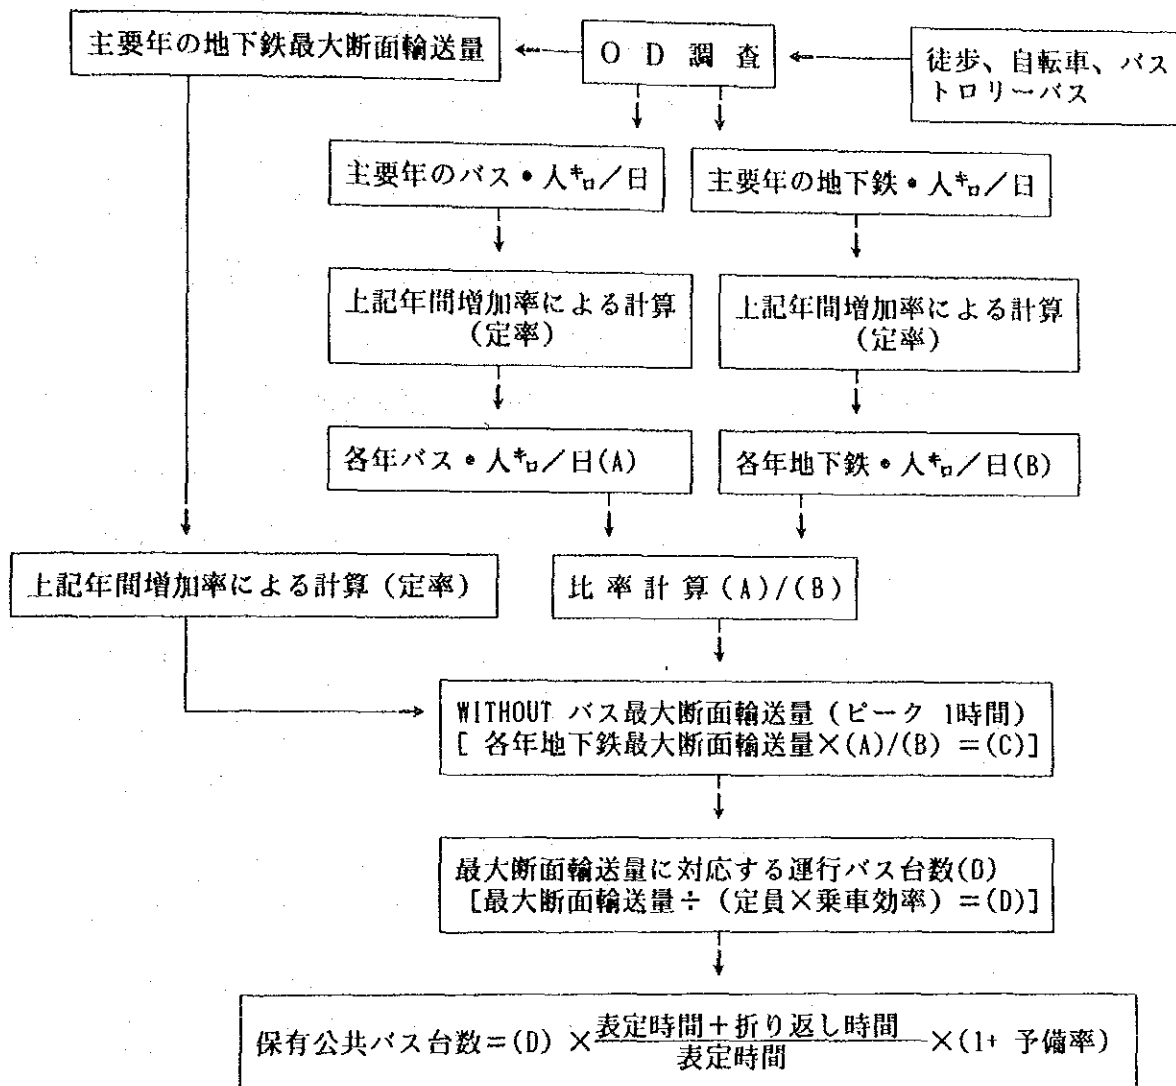 主要年の地下鉄最大断面輸送量
O D 調 査
徒歩、自転車、バス
トロリーバス
主要年のバス・人キロ/日
主要年の地下鉄・人キロ/日
上記年間増加率による計算
(定率)
上記年間増加率による計算
(定率)
各年バス・人キロ/日(A)
各年地下鉄・人キロ/日(B)
上記年間増加率による計算(定率)
比 率 計 算 (A)/(B)
WITHOUT バス最大断面輸送量(ピーク 1時間)
[ 各年地下鉄最大断面輸送量×(A)/(B) =(C)]
最大断面輸送量に対応する運行バス台数(D)
[最大断面輸送量÷(定員×乗車効率)=(D)]
保有公共バス台数=(D) × 表定時間+折り返し時間 / 表定時間 ×(1+ 予備率)